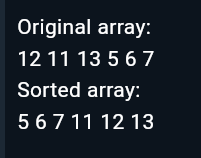 Original array:
12 11 13 5 6 7
Sorted array:
5 6 7 11 12 13